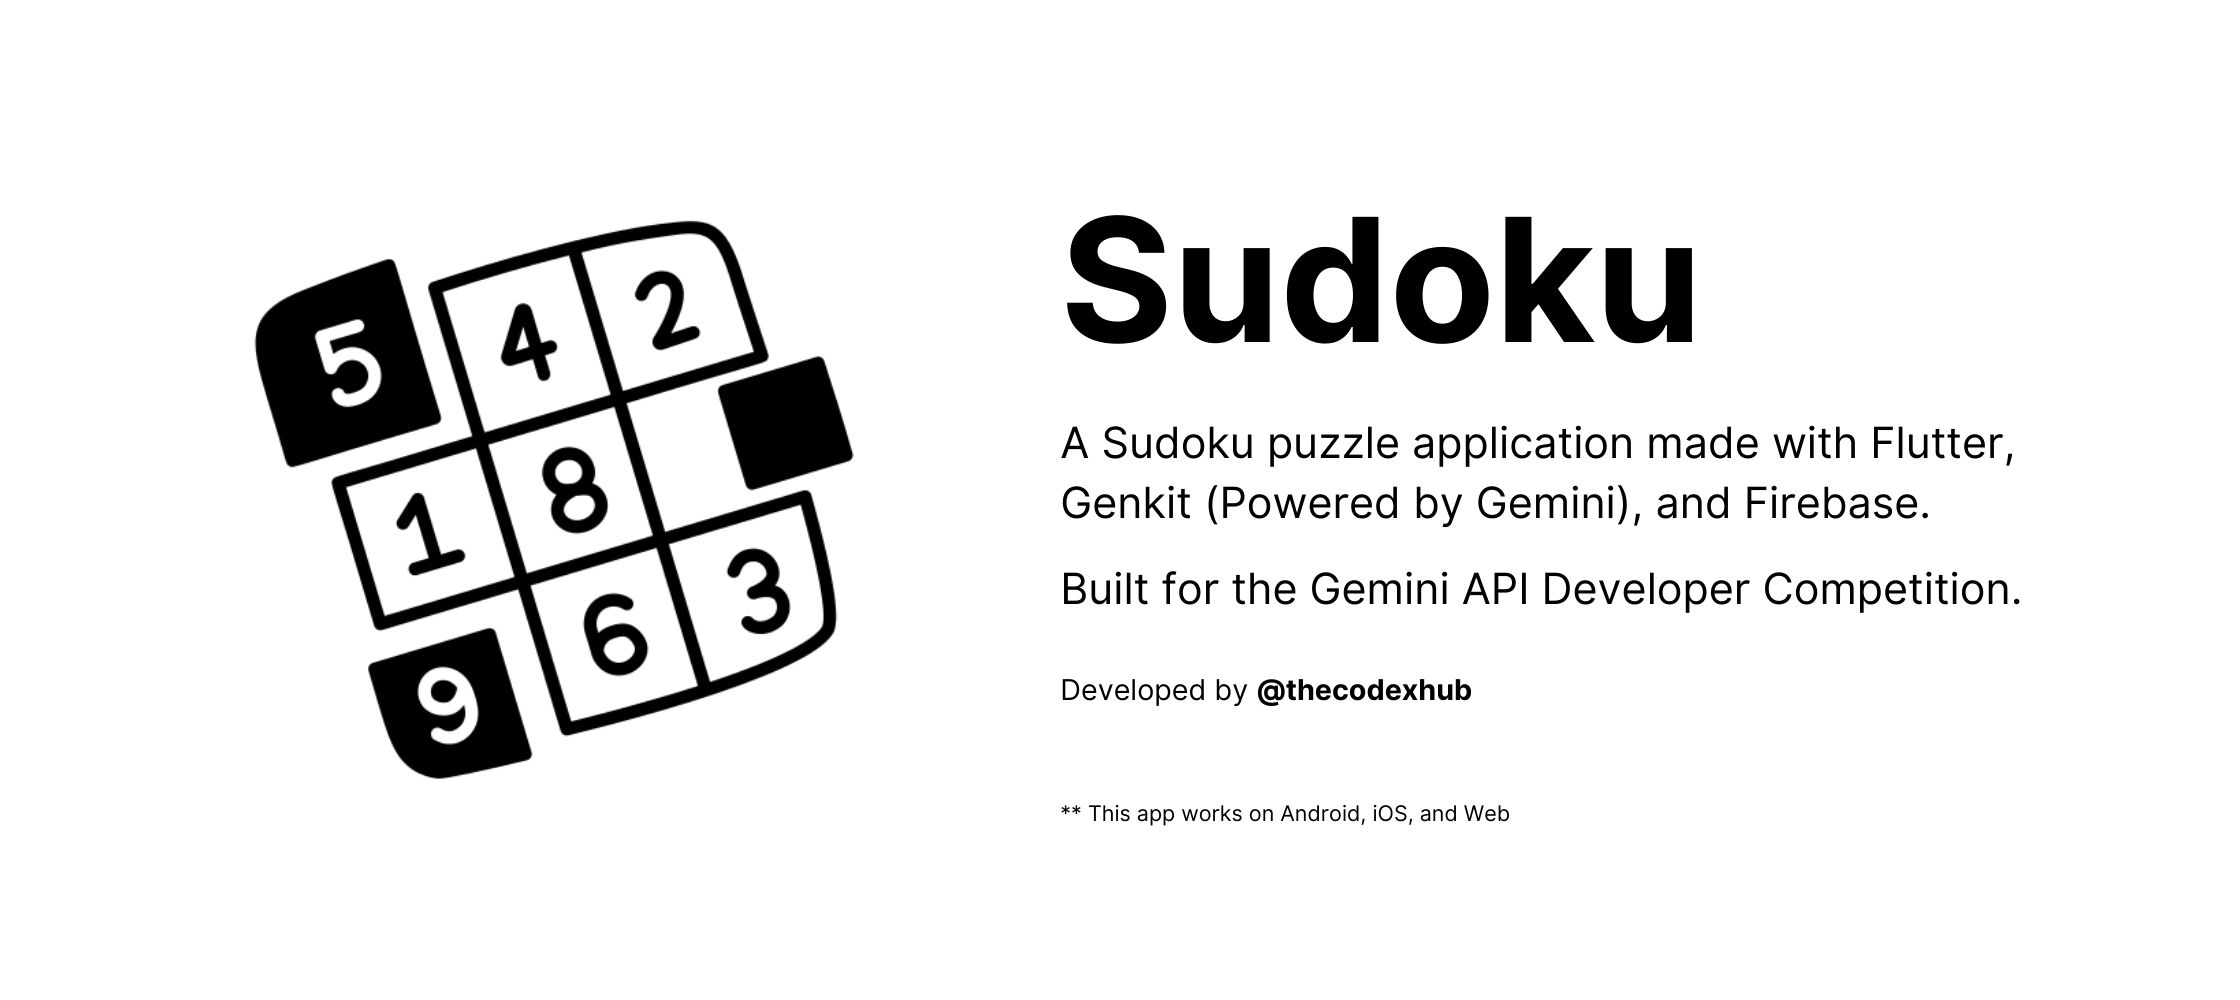 5 4 2
1 8
9 6 3
Sudoku
A Sudoku puzzle application made with Flutter,
Genkit (Powered by Gemini), and Firebase.
Built for the Gemini API Developer Competition.
Developed by @thecodexhub
** This app works on Android, iOS, and Web